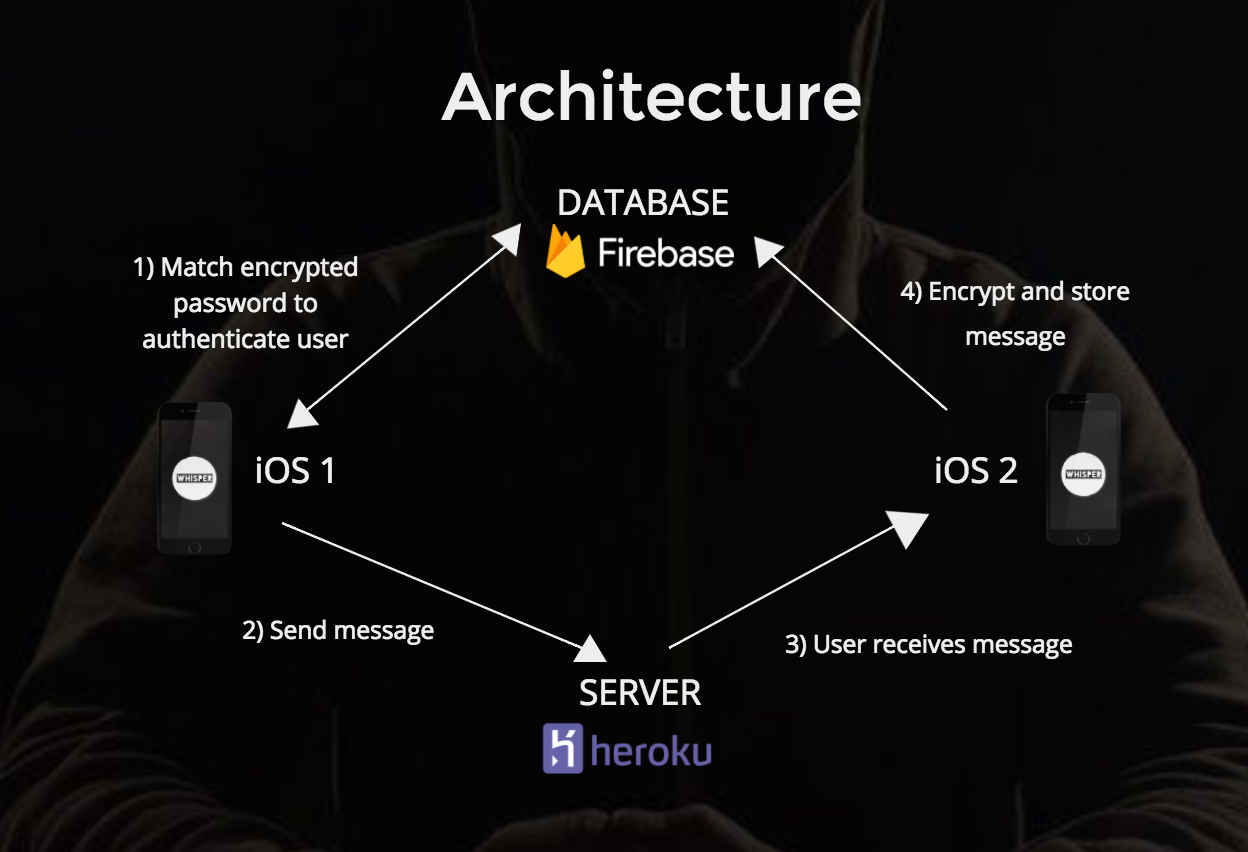 Architecture
DATABASE
Firebase
1) Match encrypted
password to
authenticate user
4) Encrypt and store
message
WHISPER
iOS 1
iOS 2
WHISPER
2) Send message
3) User receives message
SERVER
heroku